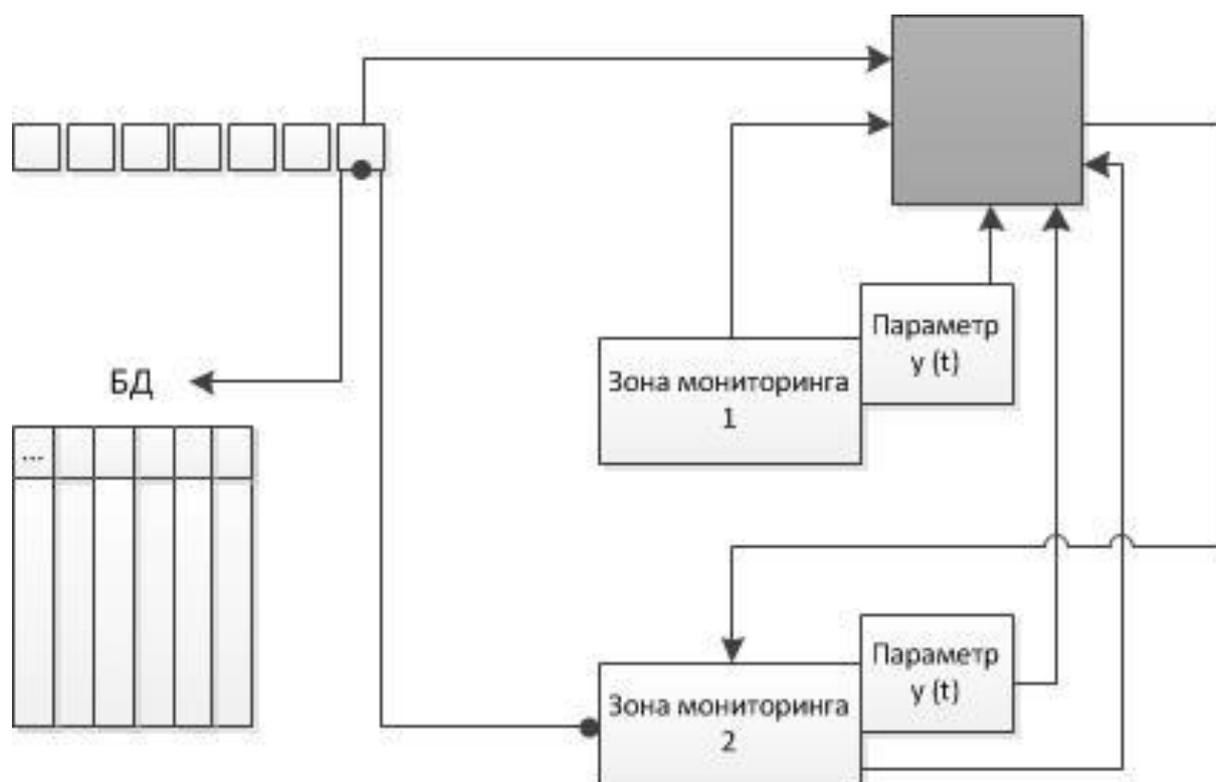 Параметр
у (t)
Зона мониторинга
1
БД
...
Параметр
у (t)
Зона мониторинга
2